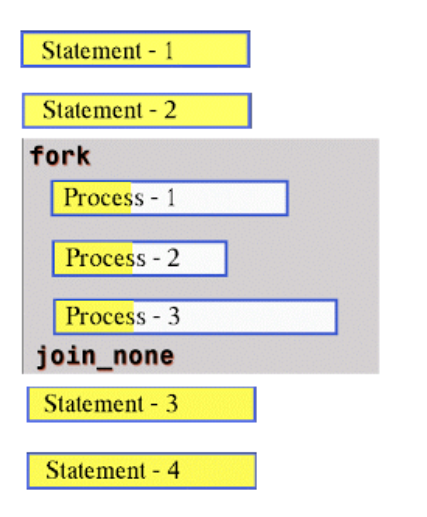 Statement - 1
Statement - 2
fork
Process - 1
Process - 2
Process - 3
join_none
Statement - 3
Statement - 4